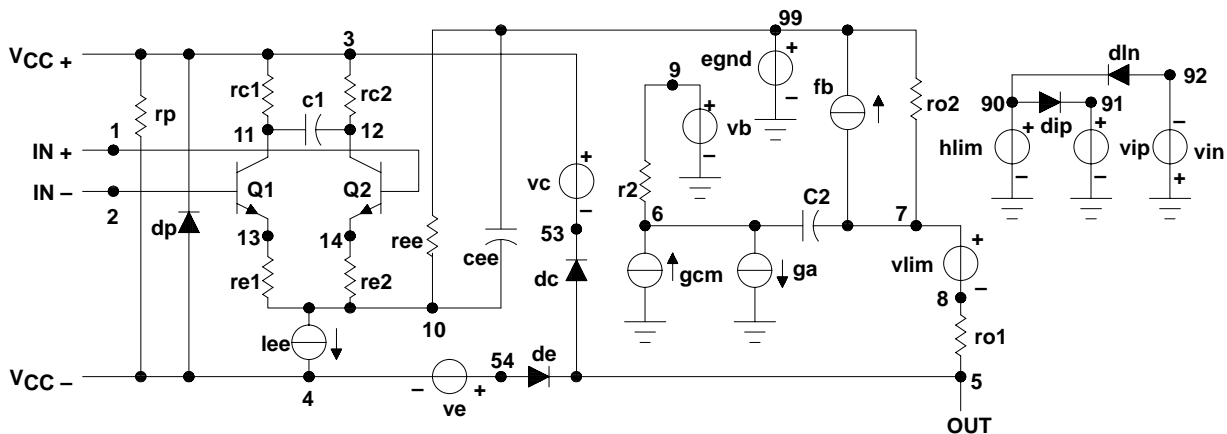 99
VCC +
3
egnd
+
9
dln
92
rc1
c1
rc2
fb
ro2
90
91
rp
+
vb
dip
1
11
12
hlim
+
+
vip
vin
IN +
+
vc
r2
IN –
Q1
Q2
C2
2
6
7
dp
13
14
ree
cee
53
+
re1
re2
dc
gcm
ga
vlim
8
10
Iee
ro1
de
54
VCC –
4
–
ve
+
5
OUT
–
–
–
–
–
–
–
+